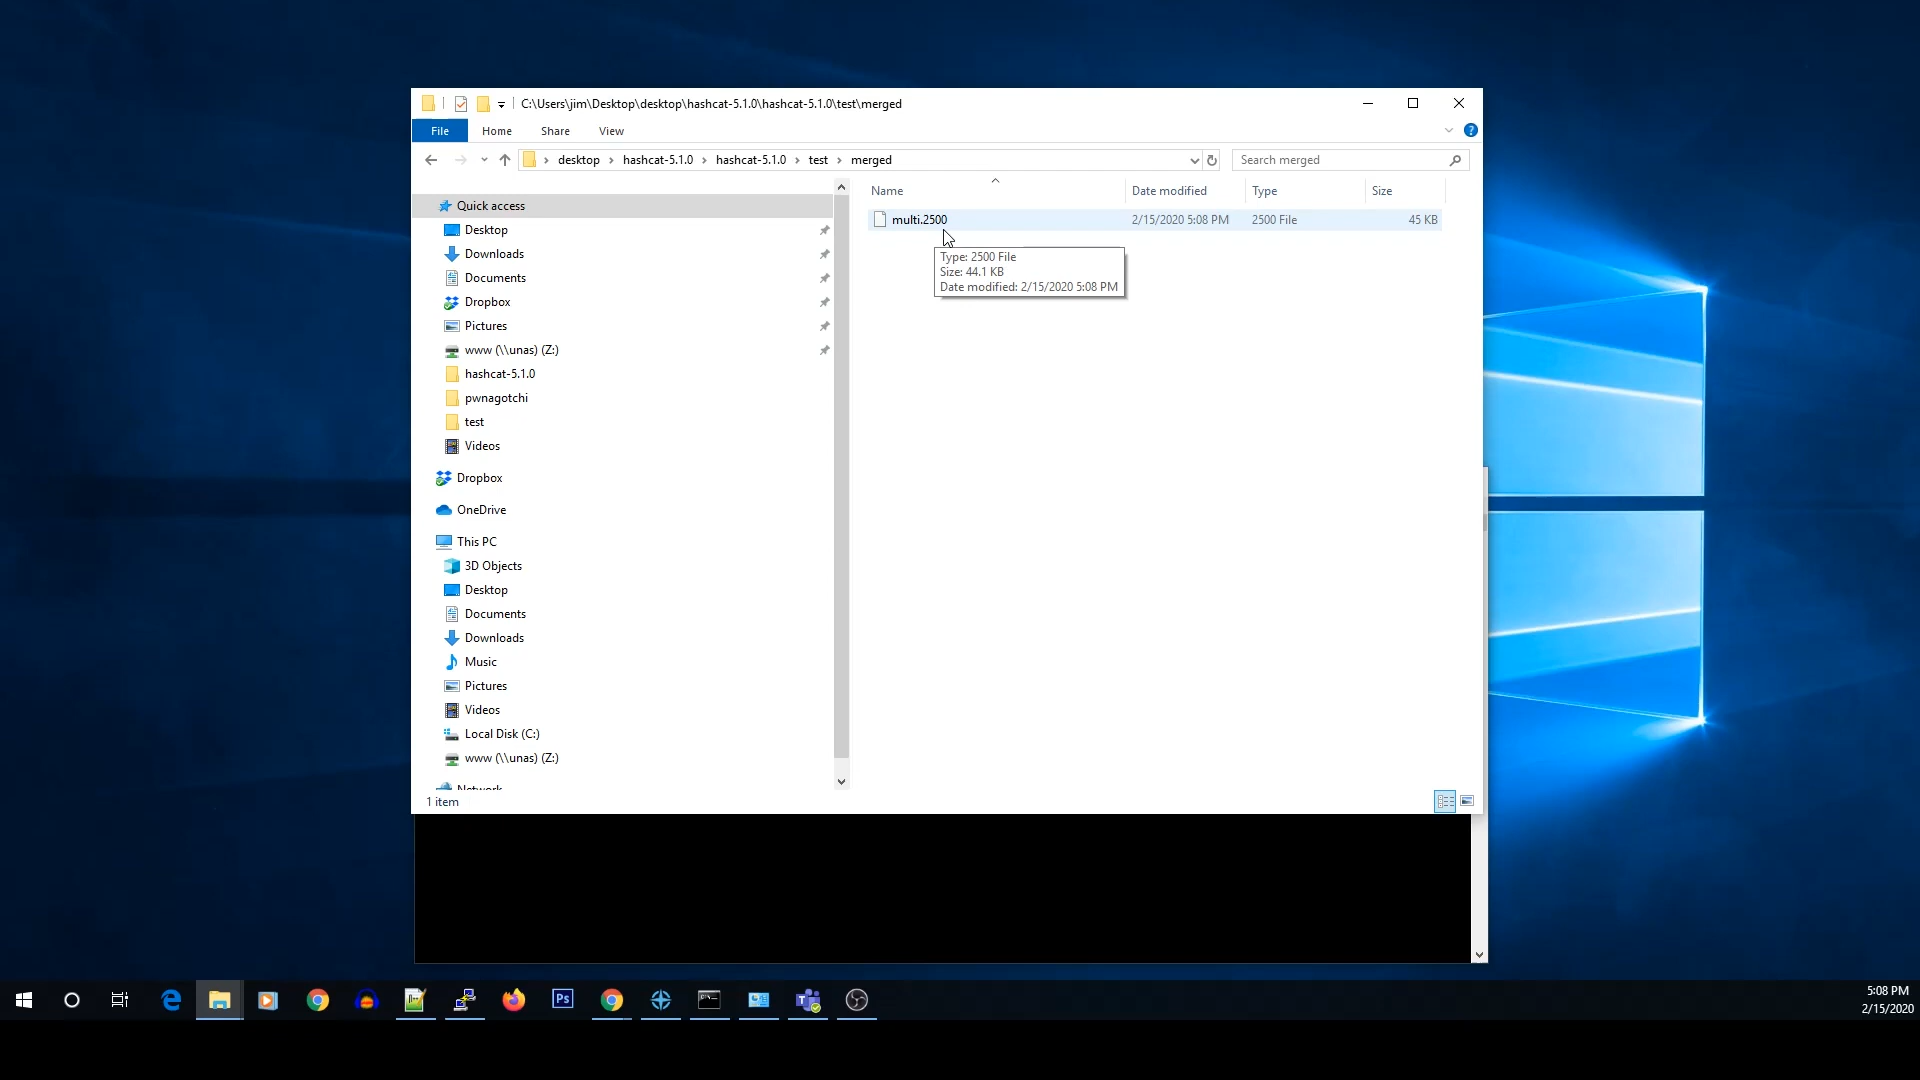 C:\Users\jim\Desktop\desktop\hashcat-5.1.0\hashcat-5.1.0\test\merged
File Home Share View
desktop > hashcat-5.1.0 > hashcat-5.1.0 > test > merged
Search merged
Name Date modified Type Size
multi.2500 2/15/2020 5:08 PM 2500 File 45 KB
Type: 2500 File
Size: 44.1 KB
Date modified: 2/15/2020 5:08 PM
Quick access
Desktop
Downloads
Documents
Dropbox
Pictures
www (\\unas) (Z:)
hashcat-5.1.0
pwnagotchi
test
Videos
Dropbox
OneDrive
This PC
3D Objects
Desktop
Documents
Downloads
Music
Pictures
Videos
Local Disk (C:)
www (\\unas) (Z:)
Network
1 item
Ps
5:08 PM
2/15/2020